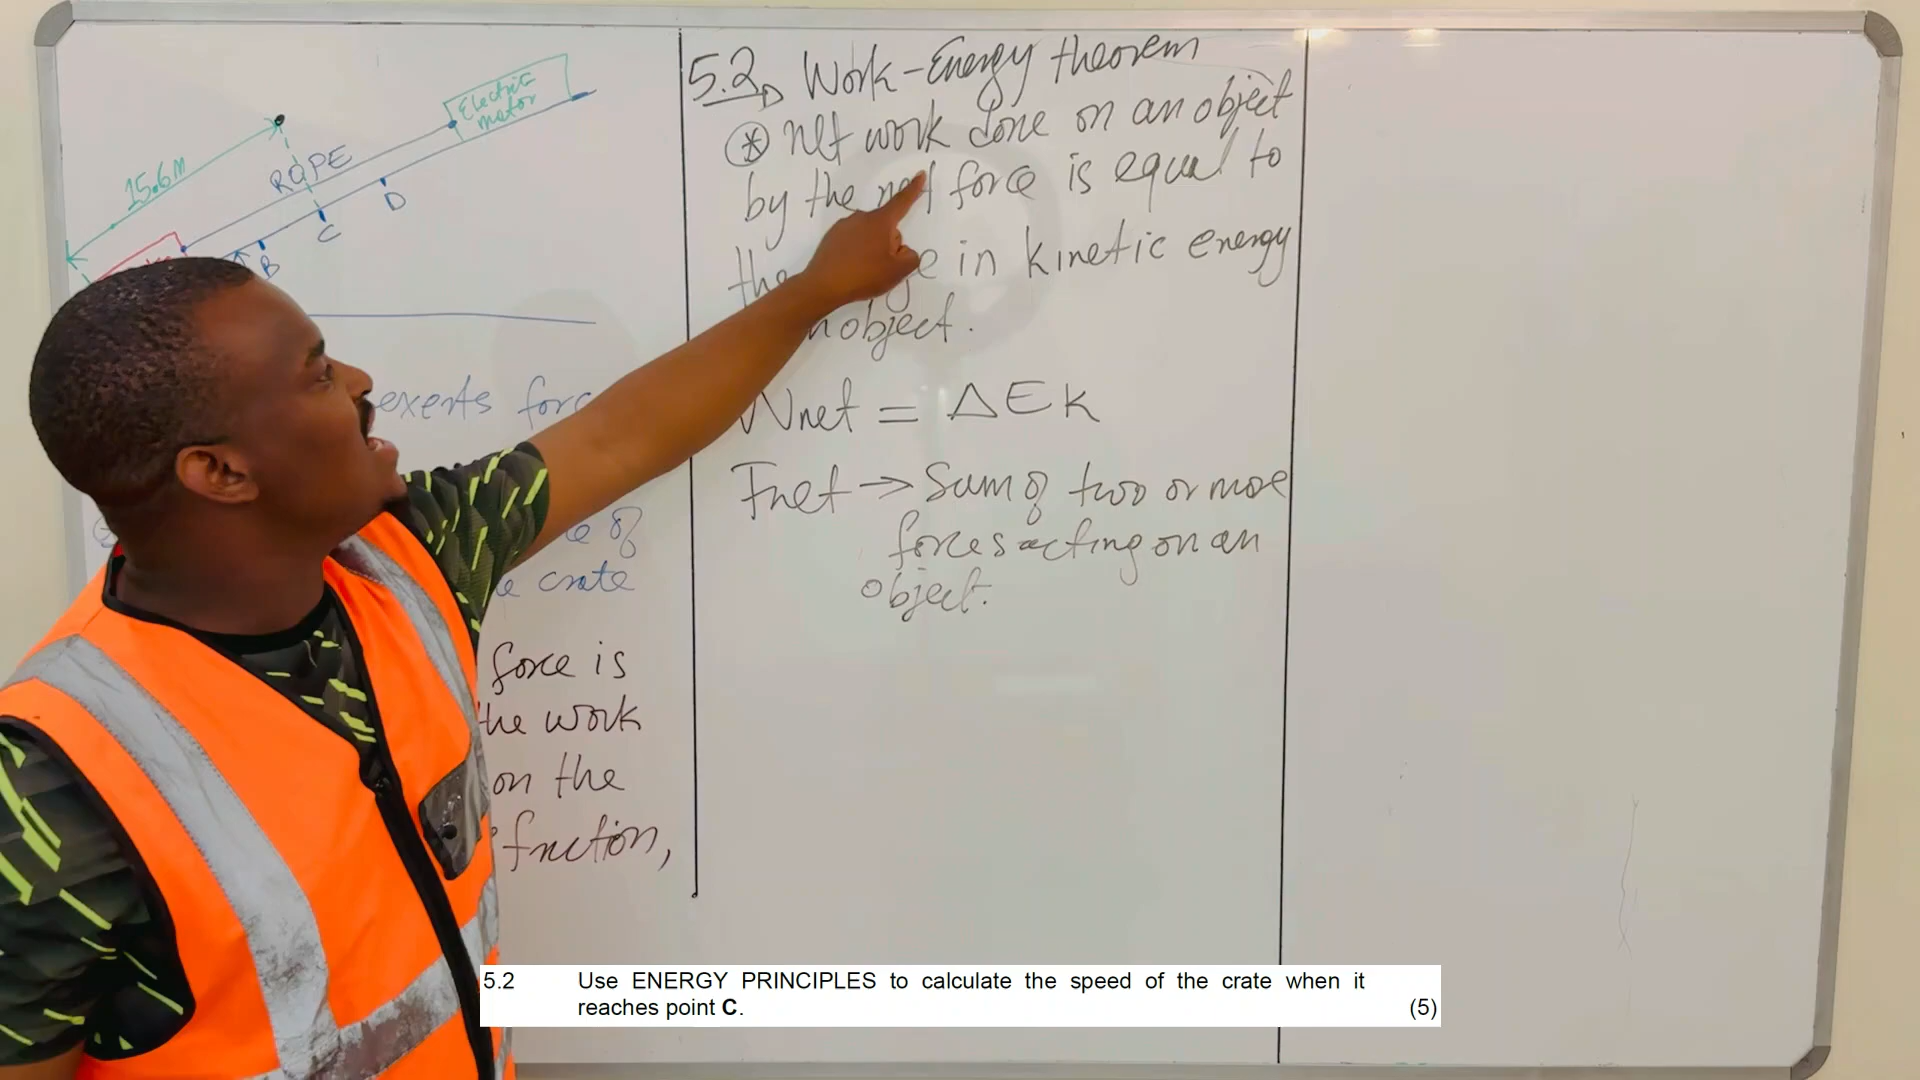 15.6M
ROPE
Electric
motor
B
C
D
exerts
of
crate
force is
the work
on the
friction,
5.2 Work-Energy theorem
* Net work done on an object
by the net force is equal to
in kinetic energy
object.
Wnet = ΔEK
Fnet → Sum of two or more
forces acting on an
object.
5.2 Use ENERGY PRINCIPLES to calculate the speed of the crate when it
reaches point C. (5)